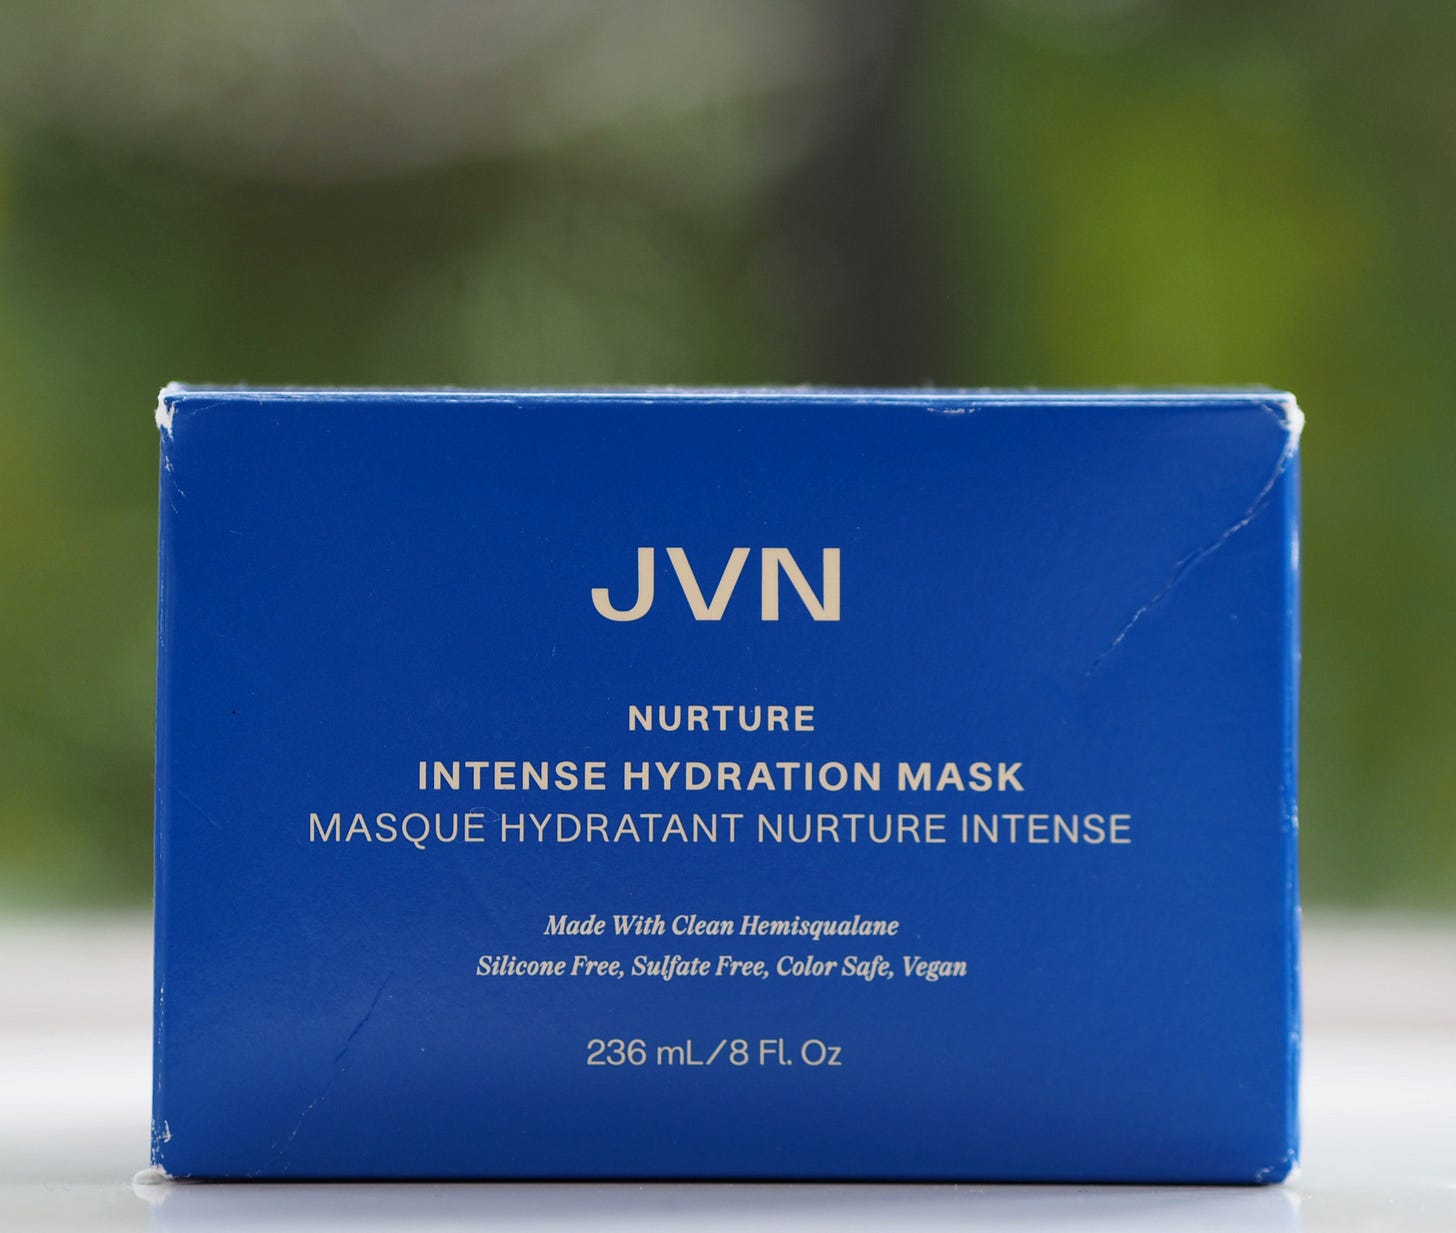 JVN
NURTURE
INTENSE HYDRATION MASK
MASQUE HYDRATANT NURTURE INTENSE
Made With Clean Hemisqualane
Silicone Free, Sulfate Free, Color Safe, Vegan
236 mL/8 Fl. Oz